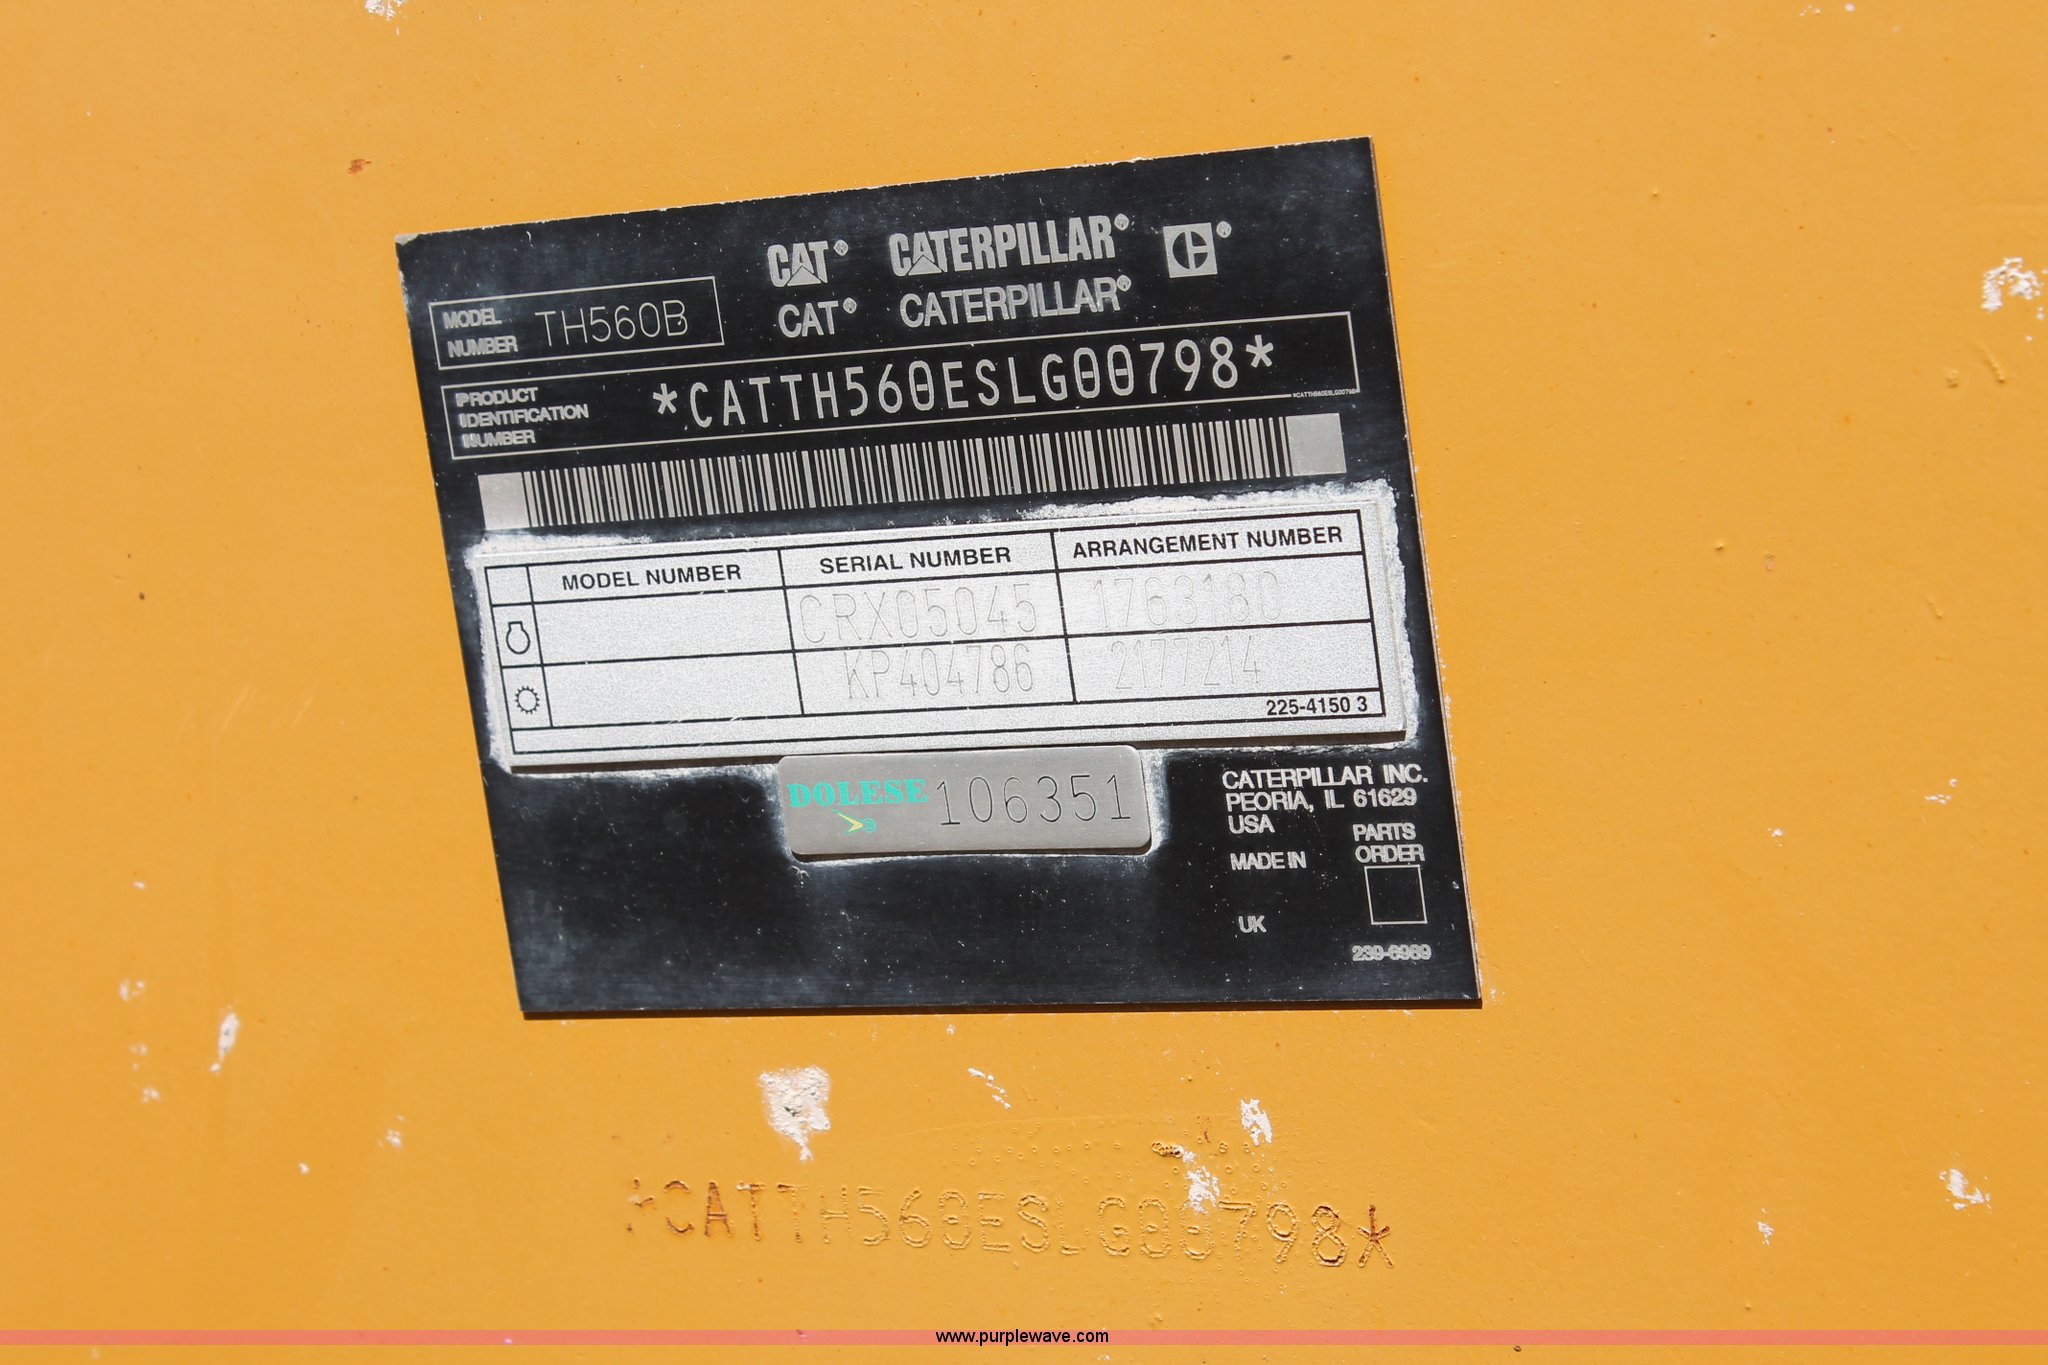 CAT® CATERPILLAR®
CAT® CATERPILLAR®
MODEL NUMBER TH560B
PRODUCT IDENTIFICATION NUMBER *CATTH560ESLG00798*
*CATTH560ESLG00798*
MODEL NUMBER SERIAL NUMBER ARRANGEMENT NUMBER
CRX05045 1763180
KP404786 2177214
225-4150 3
DOLESE 106351
CATERPILLAR INC.
PEORIA, IL 61629
USA
PARTS ORDER
MADE IN
UK
239-6989
*CATTH560ESLG00798*
www.purplewave.com